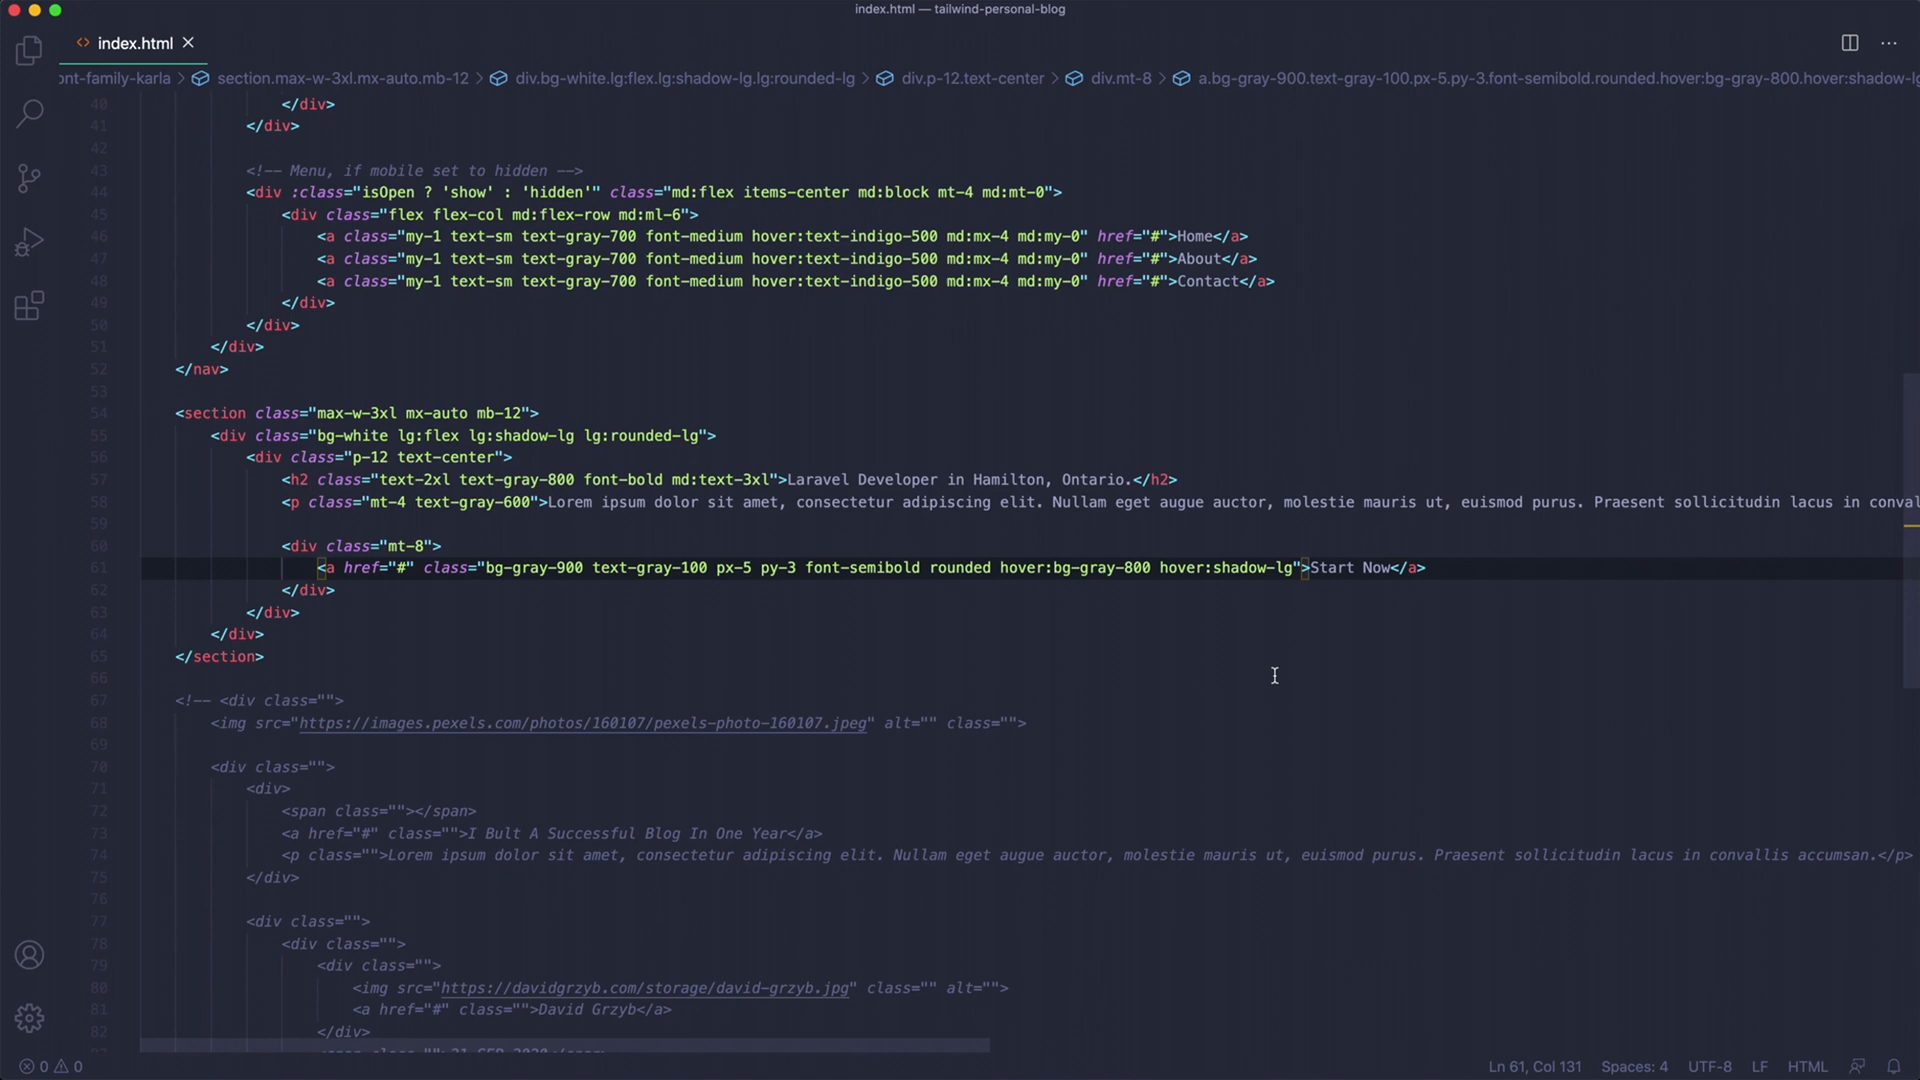 index.html — tailwind-personal-blog
<> index.html ×
ont-family-karla > section.max-w-3xl.mx-auto.mb-12 > div.bg-white.lg:flex.lg:shadow-lg.lg:rounded-lg > div.p-12.text-center > div.mt-8 > a.bg-gray-900.text-gray-100.px-5.py-3.font-semibold.rounded.hover:bg-gray-800.hover:shadow-lg
40 </div>
41 </div>
42
43 <!-- Menu, if mobile set to hidden -->
44 <div :class="isOpen ? 'show' : 'hidden'" class="md:flex items-center md:block mt-4 md:mt-0">
45 <div class="flex flex-col md:flex-row md:ml-6">
46 <a class="my-1 text-sm text-gray-700 font-medium hover:text-indigo-500 md:mx-4 md:my-0" href="#">Home</a>
47 <a class="my-1 text-sm text-gray-700 font-medium hover:text-indigo-500 md:mx-4 md:my-0" href="#">About</a>
48 <a class="my-1 text-sm text-gray-700 font-medium hover:text-indigo-500 md:mx-4 md:my-0" href="#">Contact</a>
49 </div>
50 </div>
51 </div>
52 </nav>
53
54 <section class="max-w-3xl mx-auto mb-12">
55 <div class="bg-white lg:flex lg:shadow-lg lg:rounded-lg">
56 <div class="p-12 text-center">
57 <h2 class="text-2xl text-gray-800 font-bold md:text-3xl">Laravel Developer in Hamilton, Ontario.</h2>
58 <p class="mt-4 text-gray-600">Lorem ipsum dolor sit amet, consectetur adipiscing elit. Nullam eget augue auctor, molestie mauris ut, euismod purus. Praesent sollicitudin lacus in conval
59
60 <div class="mt-8">
61 <a href="#" class="bg-gray-900 text-gray-100 px-5 py-3 font-semibold rounded hover:bg-gray-800 hover:shadow-lg">Start Now</a>
62 </div>
63 </div>
64 </div>
65 </section>
66
67 <!-- <div class="">
68 <img src="https://images.pexels.com/photos/160107/pexels-photo-160107.jpeg" alt="" class="">
69
70 <div class="">
71 <div>
72 <span class=""></span>
73 <a href="#" class="">I Bult A Successful Blog In One Year</a>
74 <p class="">Lorem ipsum dolor sit amet, consectetur adipiscing elit. Nullam eget augue auctor, molestie mauris ut, euismod purus. Praesent sollicitudin lacus in convallis accumsan.</p>
75 </div>
76
77 <div class="">
78 <div class="">
79 <div class="">
80 <img src="https://davidgrzyb.com/storage/david-grzyb.jpg" class="" alt="">
81 <a href="#" class="">David Grzyb</a>
82 </div>
0 0 Ln 61, Col 131 Spaces: 4 UTF-8 LF HTML